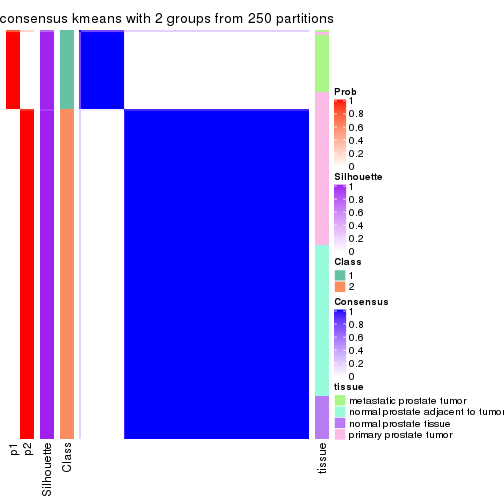 consensus kmeans with 2 groups from 250 partitions
Prob
1
0.8
0.6
0.4
0.2
0
Silhouette
1
0.8
0.6
0.4
0.2
0
Class
1
2
Consensus
1
0.8
0.6
0.4
0.2
0
tissue
metastatic prostate tumor
normal prostate adjacent to tumor
normal prostate tissue
primary prostate tumor
p1
p2
Silhouette
Class
tissue